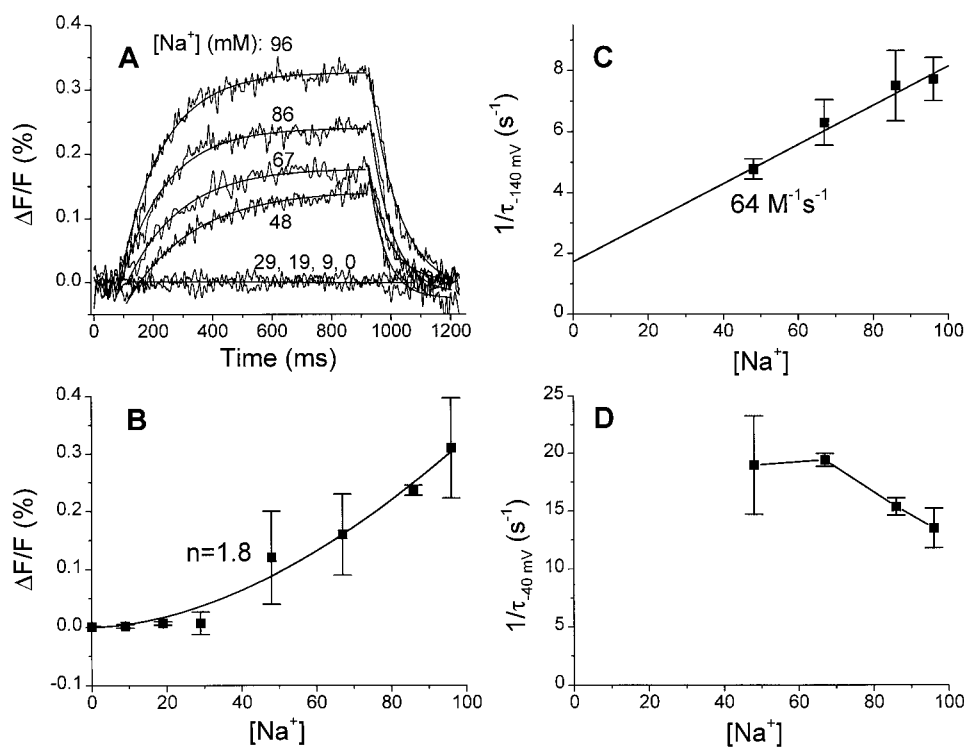 A
[Na⁺] (mM): 96
86
67
48
29, 19, 9, 0
ΔF/F (%)
0.4
0.3
0.2
0.1
0.0
0 200 400 600 800 1000 1200
Time (ms)
C
1/τ₋₁₄₀ mV (s⁻¹)
8
6
4
2
0
64 M⁻¹s⁻¹
0 20 40 60 80 100
[Na⁺]
B
ΔF/F (%)
0.4
0.3
0.2
0.1
0.0
-0.1
n=1.8
0 20 40 60 80 100
[Na⁺]
D
1/τ₋₄₀ mV (s⁻¹)
25
20
15
10
5
0
0 20 40 60 80 100
[Na⁺]